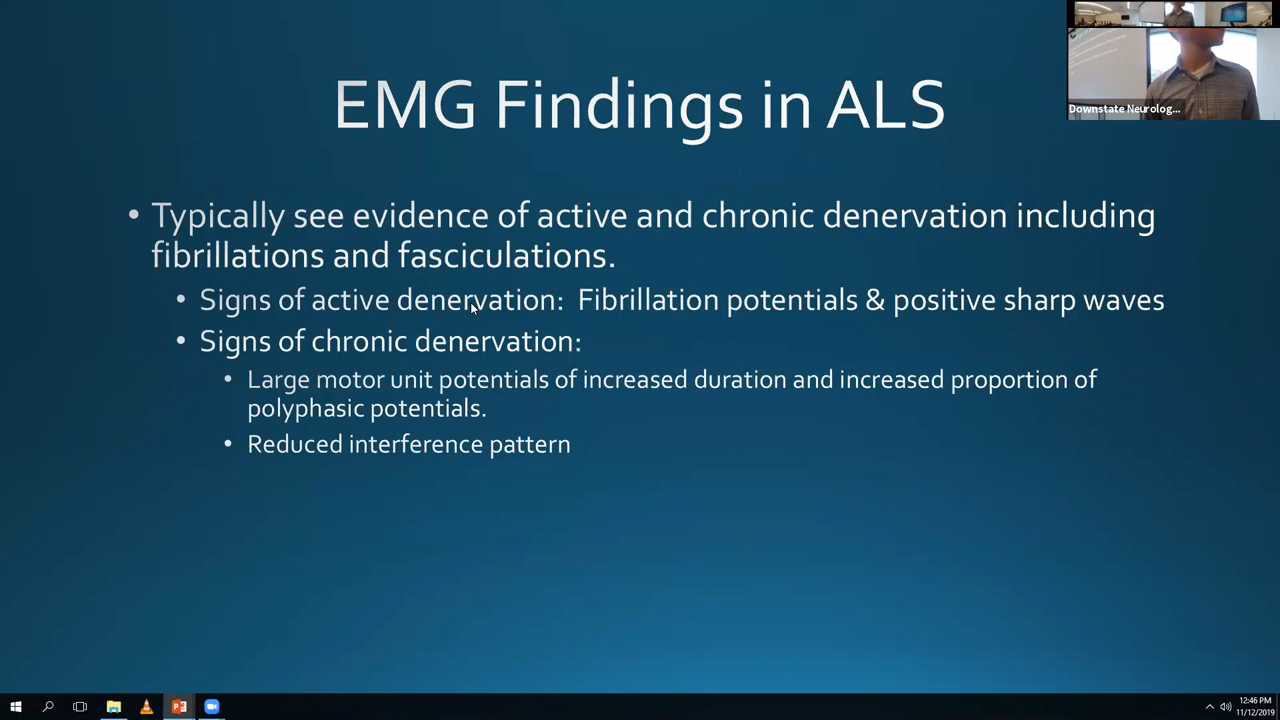 EMG Findings in ALS
• Typically see evidence of active and chronic denervation including
fibrillations and fasciculations.
• Signs of active denervation: Fibrillation potentials & positive sharp waves
• Signs of chronic denervation:
• Large motor unit potentials of increased duration and increased proportion of
polyphasic potentials.
• Reduced interference pattern
Downstate Neurolog...
12:46 PM
11/12/2019